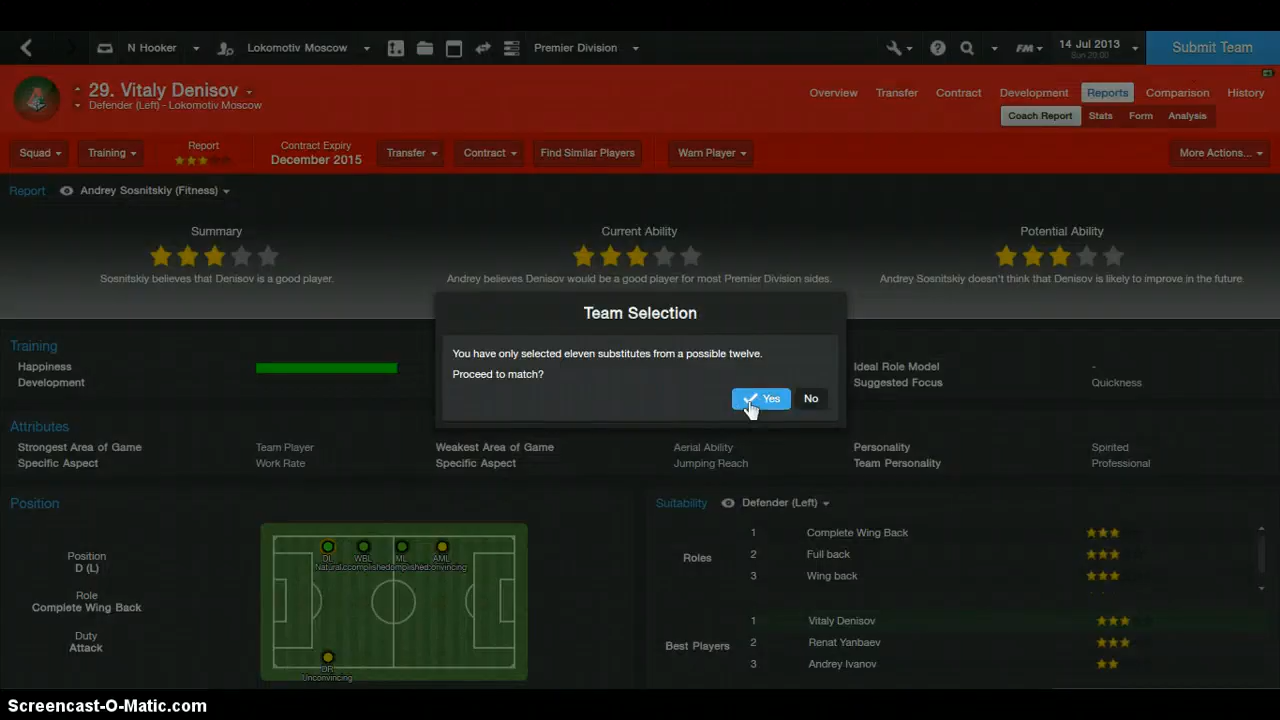 N Hooker
Lokomotiv Moscow
Premier Division
FM
14 Jul 2013
Sun 20:00
Submit Team
29. Vitaly Denisov
Defender (Left) - Lokomotiv Moscow
Overview
Transfer
Contract
Development
Reports
Comparison
History
Coach Report
Stats
Form
Analysis
Squad
Training
Report
Contract Expiry
December 2015
Transfer
Contract
Find Similar Players
Warn Player
More Actions...
Report
Andrey Sosnitskiy (Fitness)
Summary
Sosnitskiy believes that Denisov is a good player.
Current Ability
Andrey believes Denisov would be a good player for most Premier Division sides.
Potential Ability
Andrey Sosnitskiy doesn't think that Denisov is likely to improve in the future.
Team Selection
You have only selected eleven substitutes from a possible twelve.
Proceed to match?
Yes
No
Training
Happiness
Development
Ideal Role Model
-
Suggested Focus
Quickness
Attributes
Strongest Area of Game
Team Player
Specific Aspect
Work Rate
Weakest Area of Game
Aerial Ability
Specific Aspect
Jumping Reach
Personality
Spirited
Team Personality
Professional
Position
Position
D (L)
Role
Complete Wing Back
Duty
Attack
DL
WBL
ML
AML
Natural
DR
Unconvincing
Suitability
Defender (Left)
Roles
1 Complete Wing Back
2 Full back
3 Wing back
Best Players
1 Vitaly Denisov
2 Renat Yanbaev
3 Andrey Ivanov
Screencast-O-Matic.com